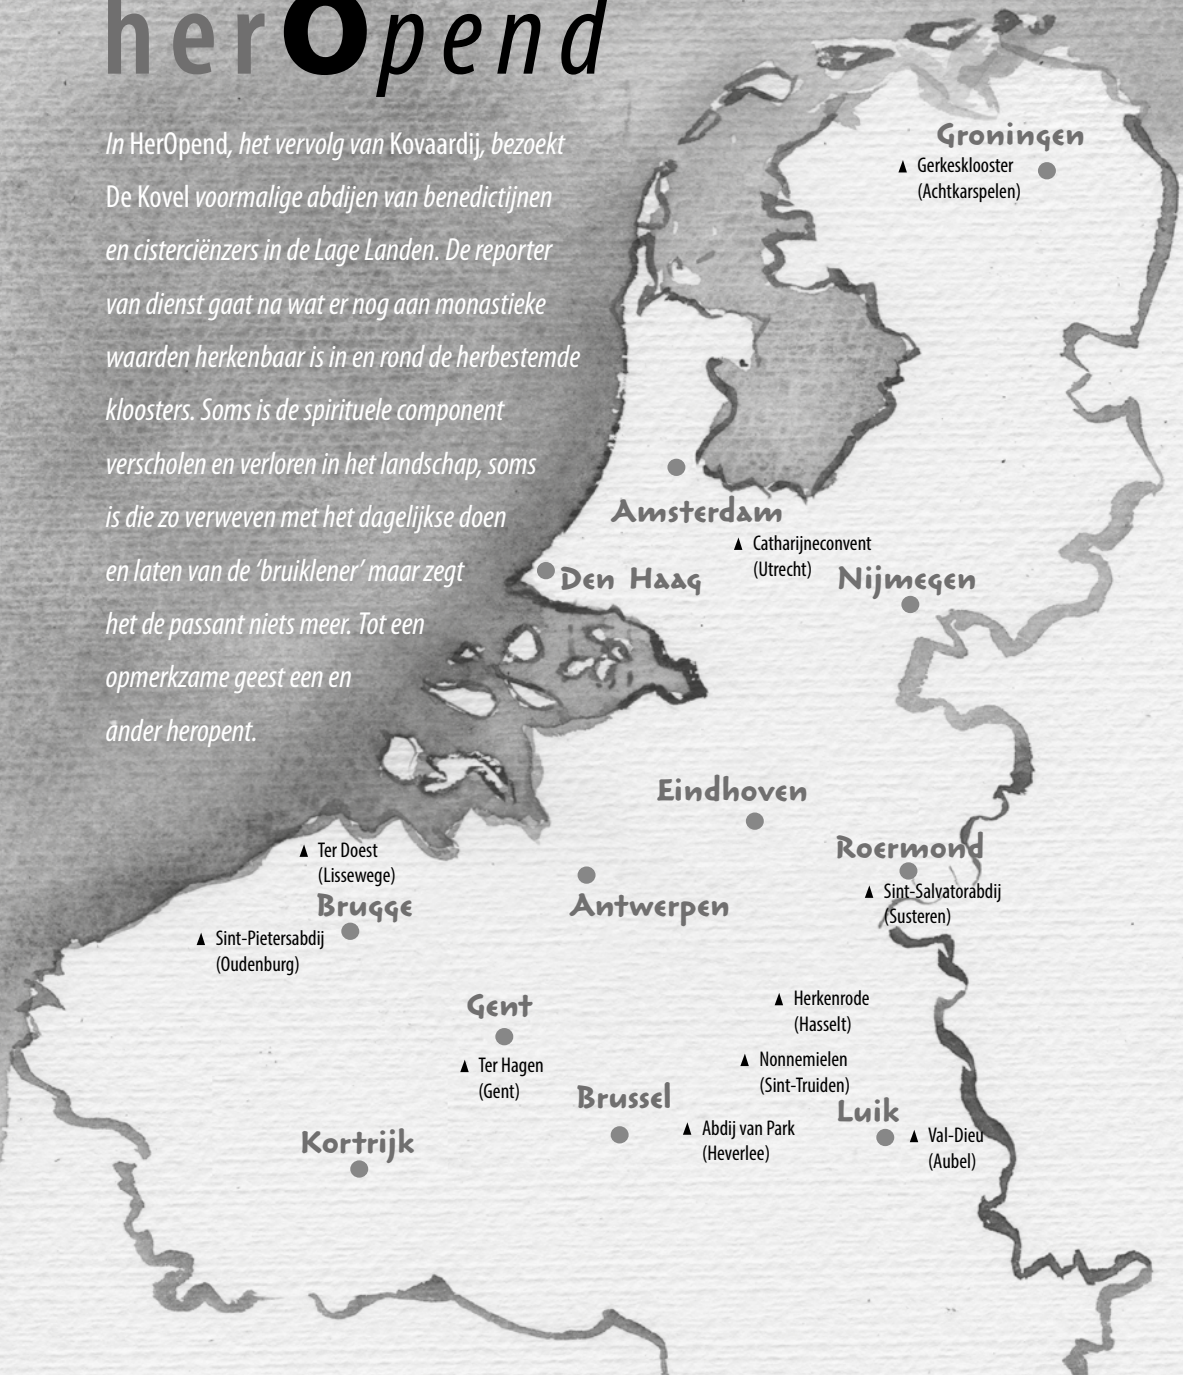 herOpend
In HerOpend, het vervolg van Kovaardij, bezoekt
De Kovel voormalige abdijen van benedictijnen
en cisterciënzers in de Lage Landen. De reporter
van dienst gaat na wat er nog aan monastieke
waarden herkenbaar is in en rond de herbestemde
kloosters. Soms is de spirituele component
verscholen en verloren in het landschap, soms
is die zo verweven met het dagelijkse doen
en laten van de ‘bruiklener’ maar zegt
het de passant niets meer. Tot een
opmerkzame geest een en
ander heropent.
Groningen
Gerkesklooster
(Achtkarspelen)
Amsterdam
Catharijneconvent
(Utrecht)
Den Haag
Nijmegen
Eindhoven
Roermond
Sint-Salvatorabdij
(Susteren)
Ter Doest
(Lissewege)
Brugge
Antwerpen
Sint-Pietersabdij
(Oudenburg)
Gent
Herkenrode
(Hasselt)
Ter Hagen
(Gent)
Nonnemielen
(Sint-Truiden)
Brussel
Luik
Abdij van Park
(Heverlee)
Val-Dieu
(Aubel)
Kortrijk